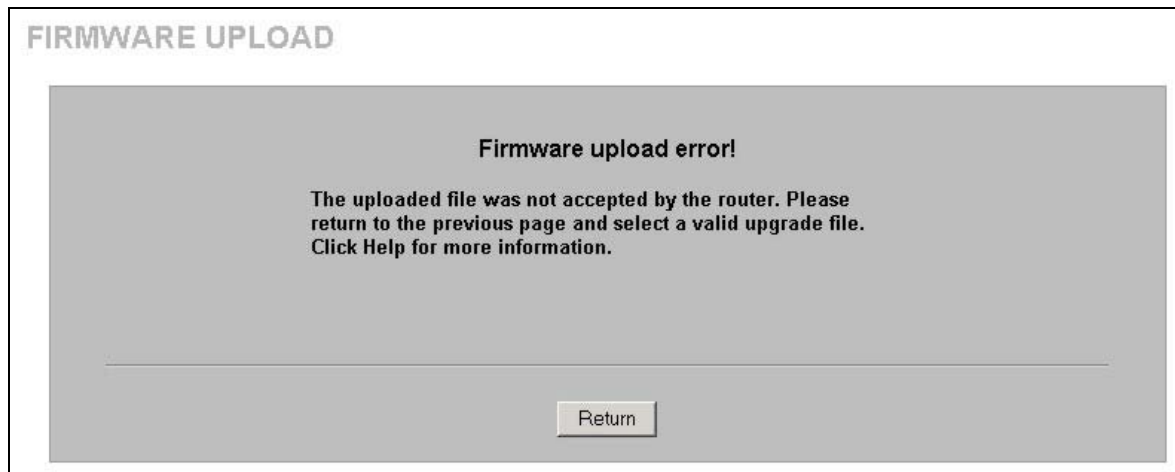 FIRMWARE UPLOAD
Firmware upload error!
The uploaded file was not accepted by the router. Please
return to the previous page and select a valid upgrade file.
Click Help for more information.
Return